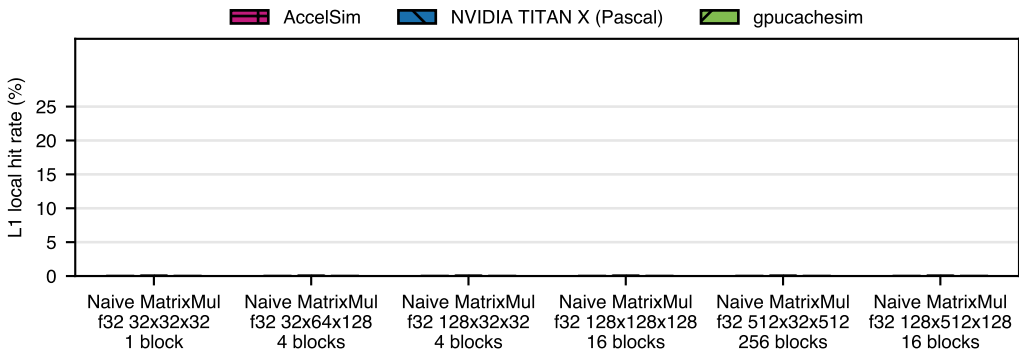 AccelSim NVIDIA TITAN X (Pascal) gpucachesim
L1 local hit rate (%)
25
20
15
10
5
0
Naive MatrixMul Naive MatrixMul Naive MatrixMul Naive MatrixMul Naive MatrixMul Naive MatrixMul
f32 32x32x32 f32 32x64x128 f32 128x32x32 f32 128x128x128 f32 512x32x512 f32 128x512x128
1 block 4 blocks 4 blocks 16 blocks 256 blocks 16 blocks